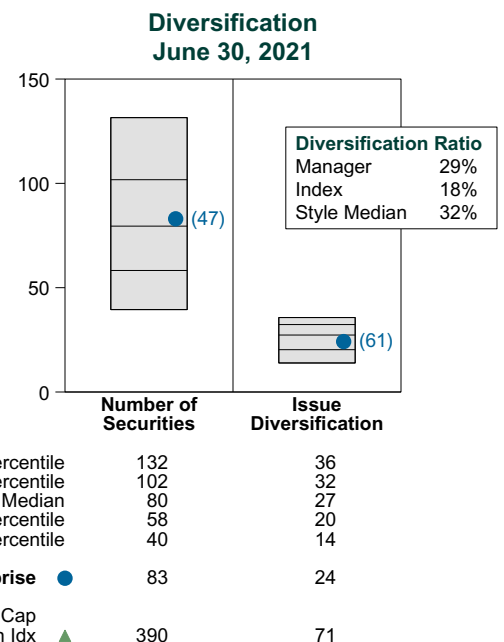 Diversification
June 30, 2021
150
100
50
0
(47)
(61)
Diversification Ratio
Manager 29%
Index 18%
Style Median 32%
Number of Securities
Issue Diversification
132 36
102 32
Median 80 27
58 20
40 14
83 24
Cap
Idx 390 71